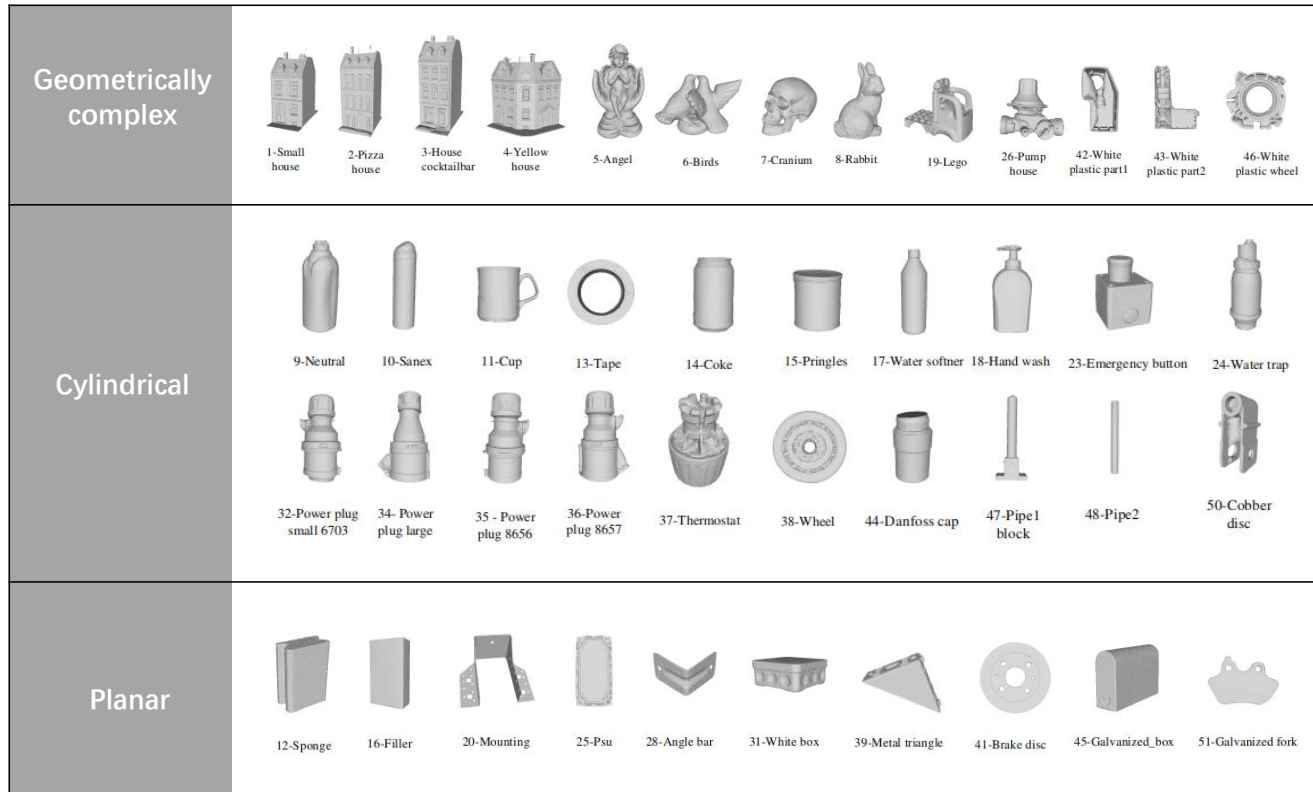 Geometrically
complex
1-Small
house
2-Pizza
house
3-House
cocktailbar
4-Yellow
house
5-Angel
6-Birds
7-Cranium
8-Rabbit
19-Lego
26-Pump
house
42-White
plastic part1
43-White
plastic part2
46-White
plastic wheel
Cylindrical
9-Neutral
10-Sanex
11-Cup
13-Tape
14-Coke
15-Pringles
17-Water softner
18-Hand wash
23-Emergency button
24-Water trap
32-Power plug
small 6703
34- Power
plug large
35 - Power
plug 8656
36-Power
plug 8657
37-Thermostat
38-Wheel
44-Danfoss cap
47-Pipe1
block
48-Pipe2
50-Cobber
disc
Planar
12-Sponge
16-Filler
20-Mounting
25-Psu
28-Angle bar
31-White box
39-Metal triangle
41-Brake disc
45-Galvanized_box
51-Galvanized fork